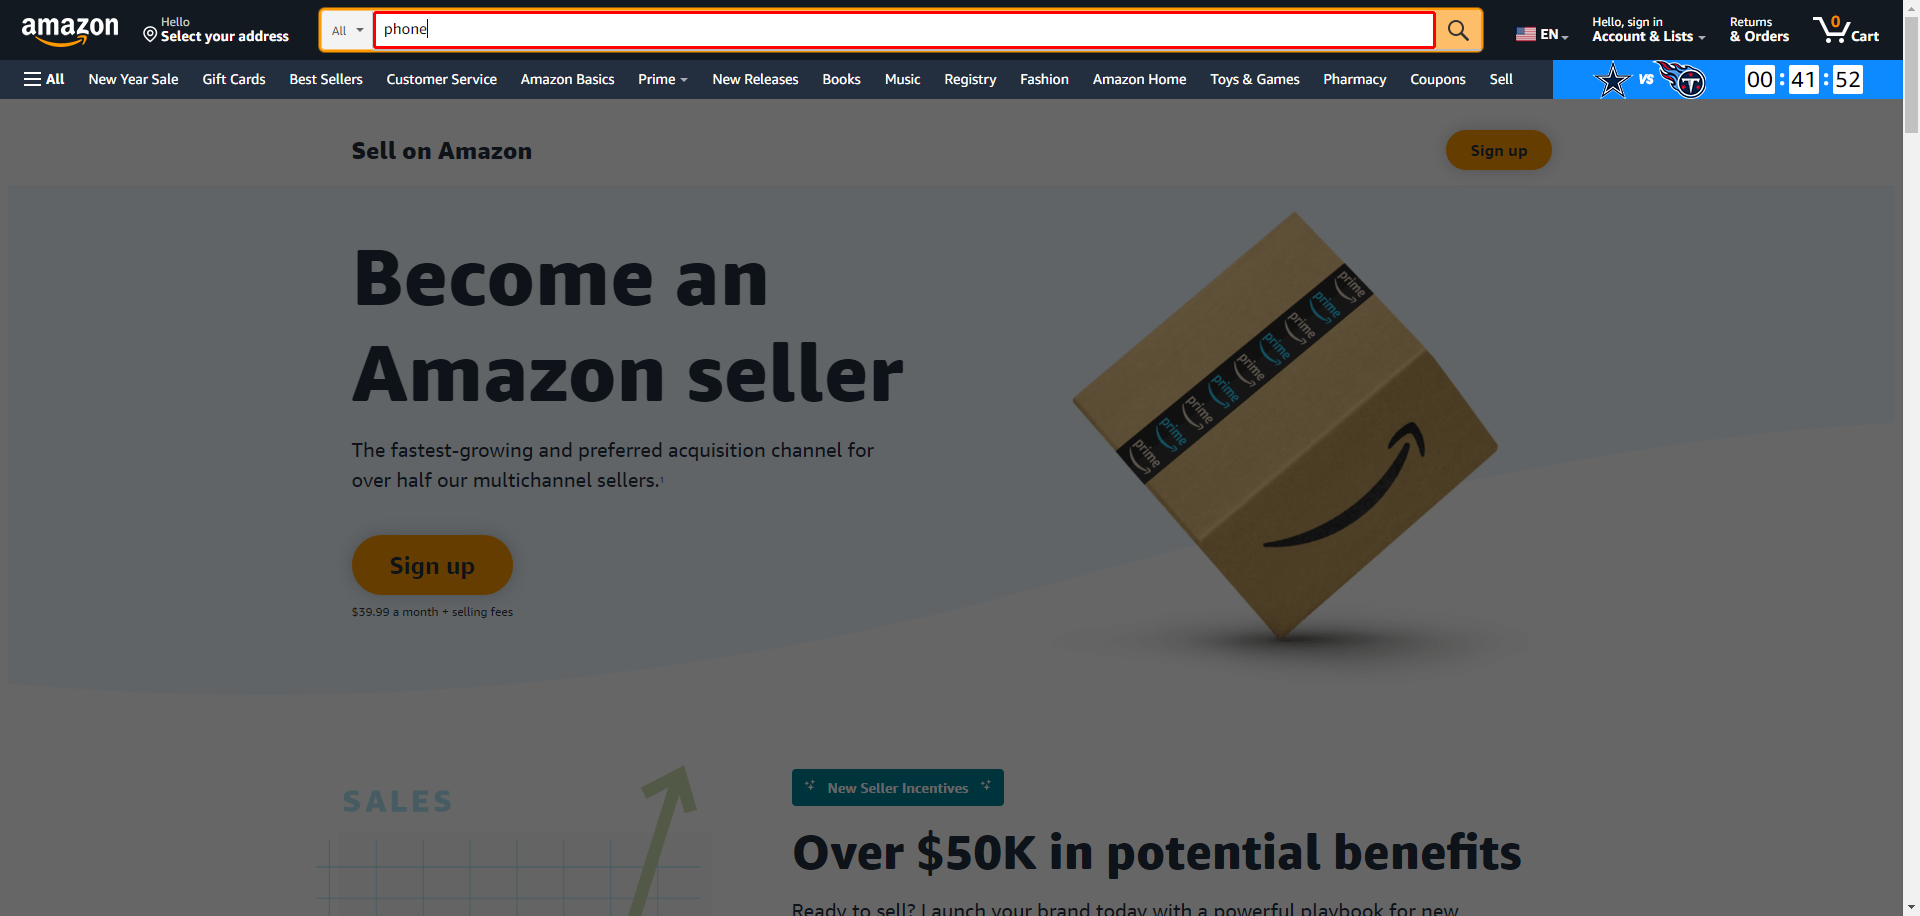 amazon
Hello
Select your address
All
phone
EN
Hello, sign in
Account & Lists
Returns
& Orders
0
Cart
All
New Year Sale
Gift Cards
Best Sellers
Customer Service
Amazon Basics
Prime
New Releases
Books
Music
Registry
Fashion
Amazon Home
Toys & Games
Pharmacy
Coupons
Sell
VS
T
00 : 41 : 52
Sell on Amazon
Sign up
Become an
Amazon seller
The fastest-growing and preferred acquisition channel for
over half our multichannel sellers.¹
Sign up
$39.99 a month + selling fees
prime
prime
prime
prime
prime
prime
prime
prime
prime
SALES
New Seller Incentives
Over $50K in potential benefits
Ready to sell? Launch your brand today with a powerful playbook for new